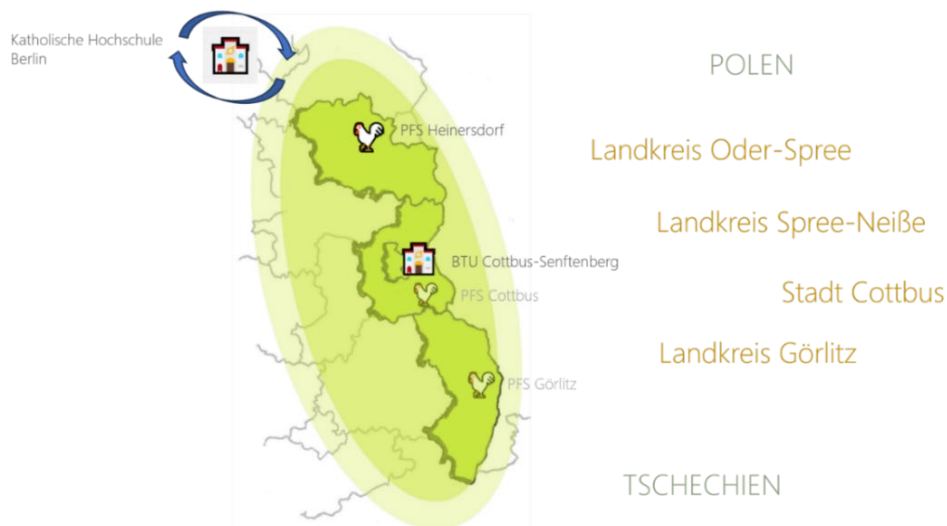 Katholische Hochschule
Berlin
POLEN
PFS Heinersdorf
Landkreis Oder-Spree
Landkreis Spree-Neiße
BTU Cottbus-Senftenberg
PFS Cottbus
Stadt Cottbus
Landkreis Görlitz
PFS Görlitz
TSCHECHIEN